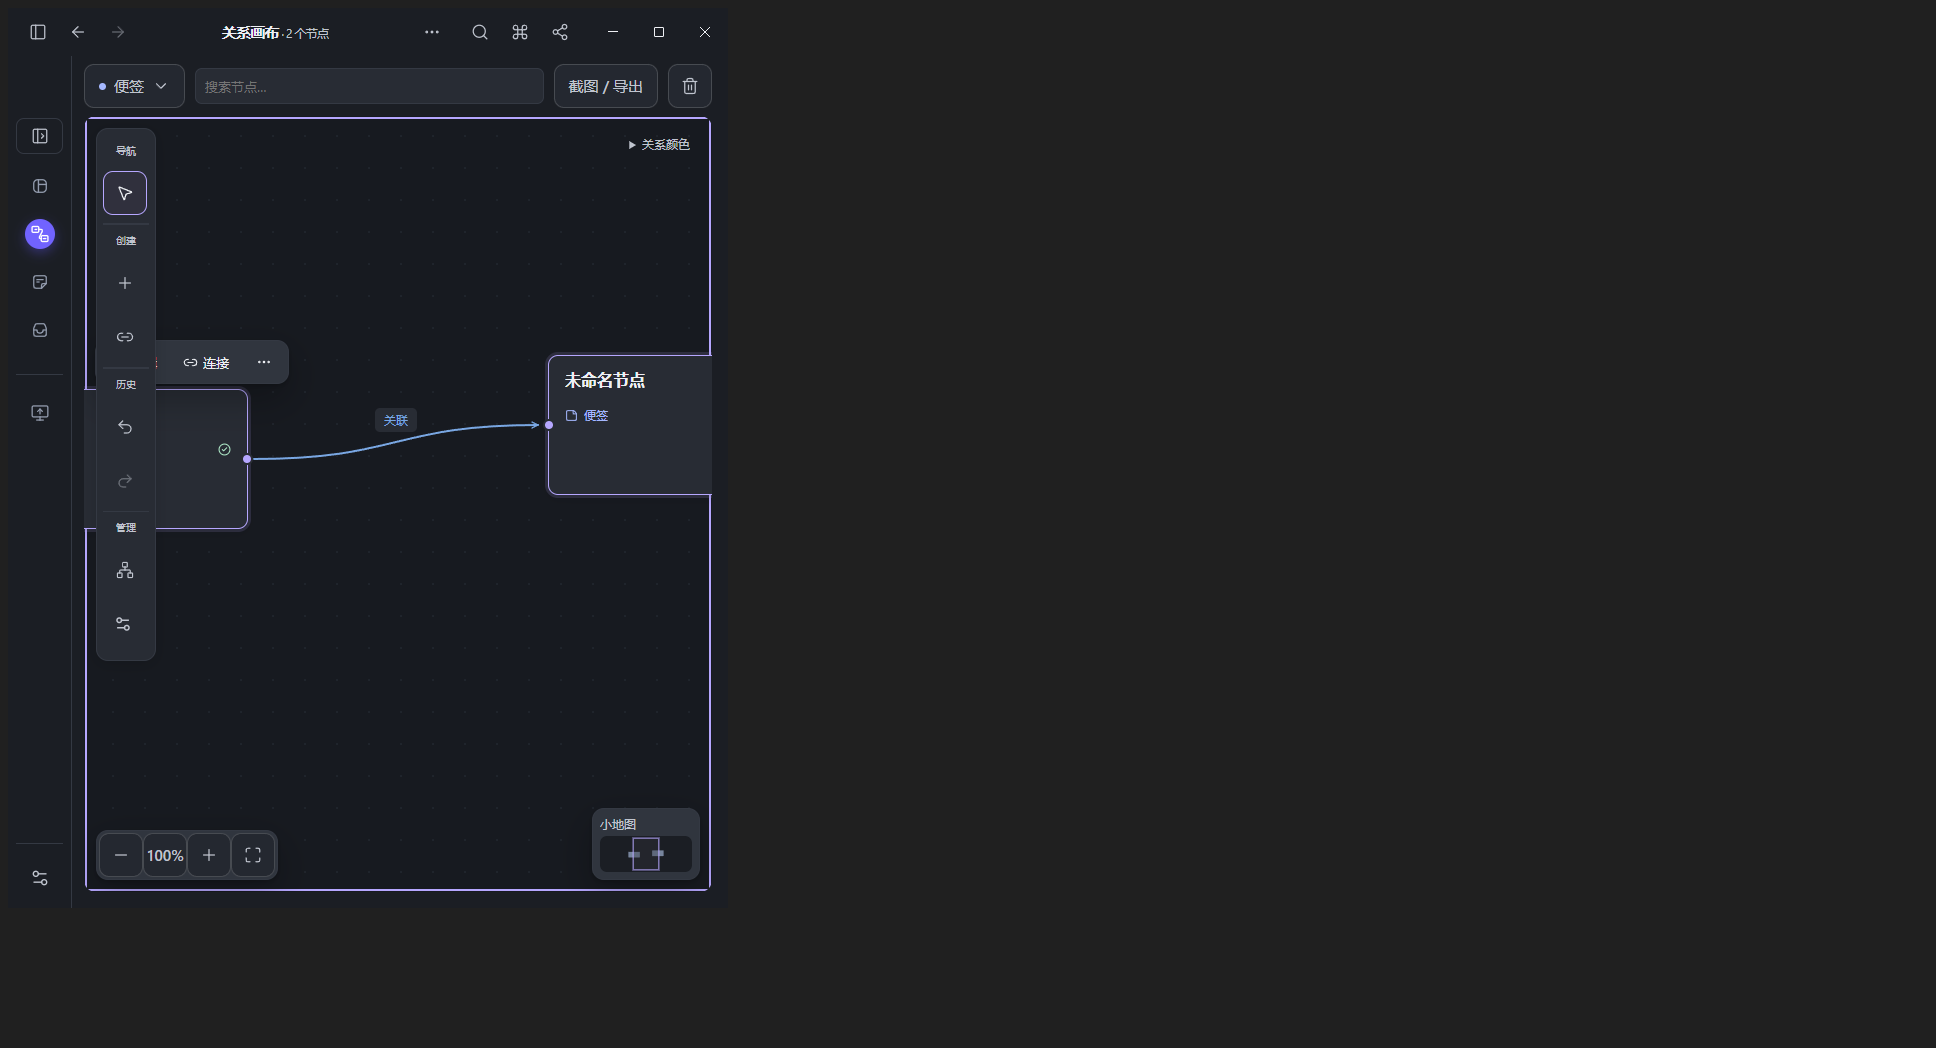 关系画布 · 2 个节点
便签
搜索节点...
截图 / 导出
导航
关系颜色
创建
连接
历史
未命名节点
便签
关联
管理
小地图
100%